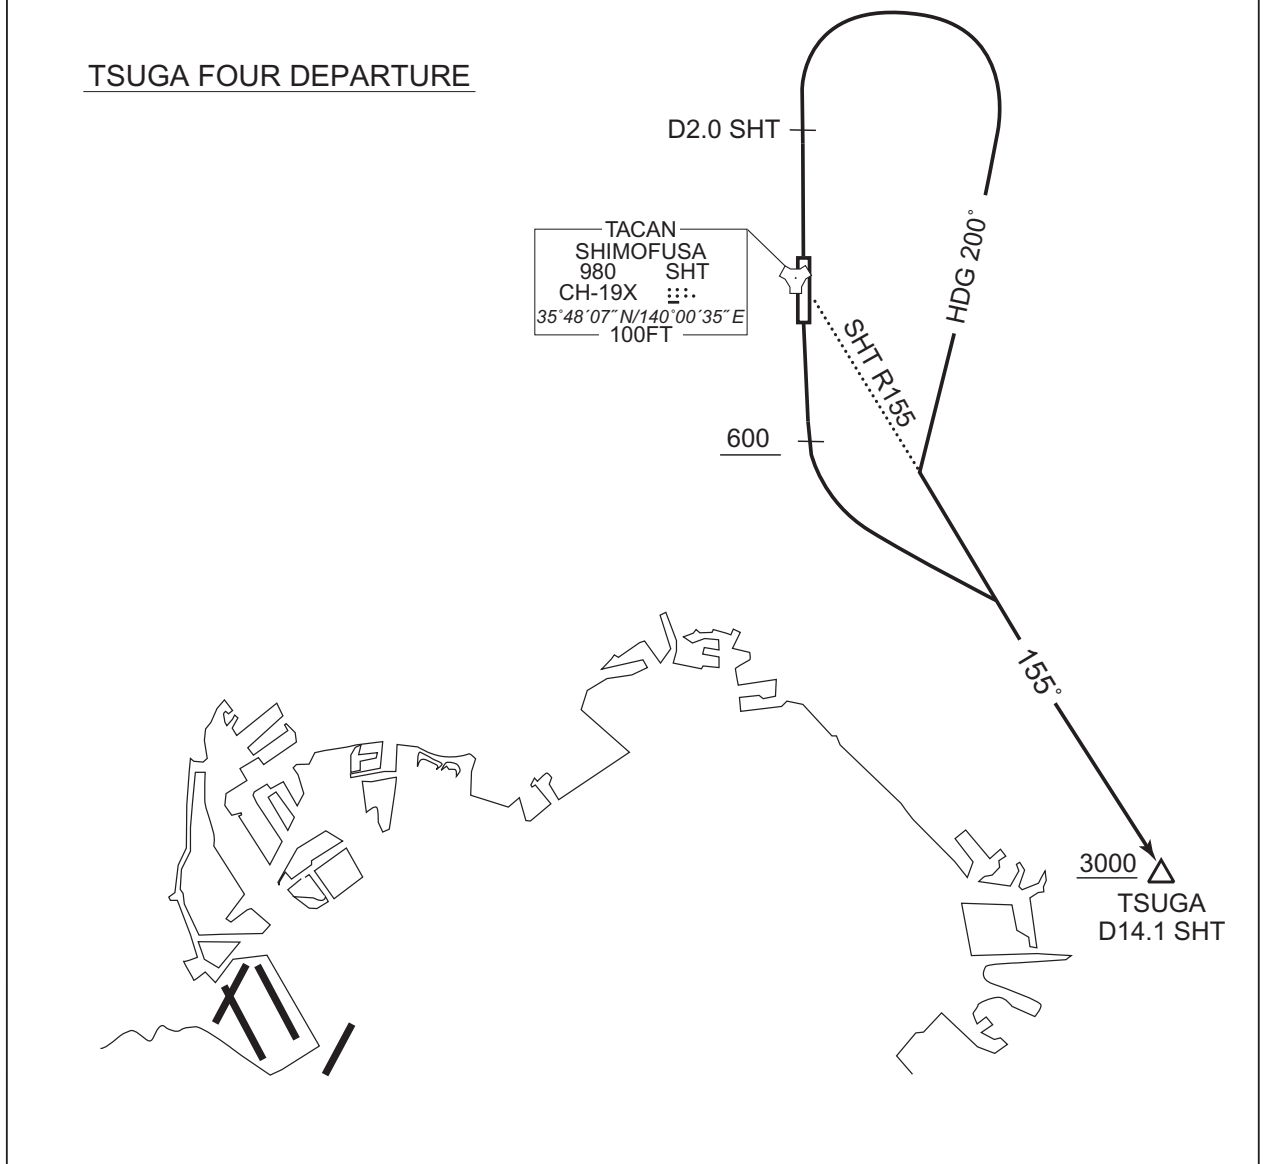 TSUGA FOUR DEPARTURE
D2.0 SHT
TACAN
SHIMOFUSA
980 SHT
CH-19X
35°48′07″N/140°00′35″E
100FT
HDG 200°
SHT R155
600
155°
3000
TSUGA
D14.1 SHT